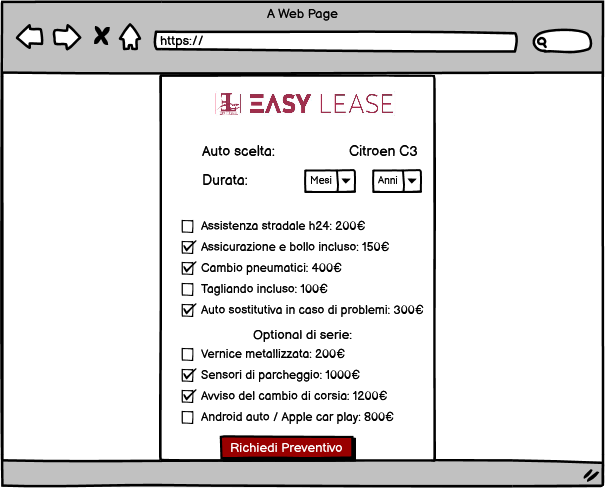 A Web Page
https://
EASY LEASE
Auto scelta: Citroen C3
Durata: Mesi Anni
Assistenza stradale h24: 200€
Assicurazione e bollo incluso: 150€
Cambio pneumatici: 400€
Tagliando incluso: 100€
Auto sostitutiva in caso di problemi: 300€
Optional di serie:
Vernice metallizzata: 200€
Sensori di parcheggio: 1000€
Avviso del cambio di corsia: 1200€
Android auto / Apple car play: 800€
Richiedi Preventivo